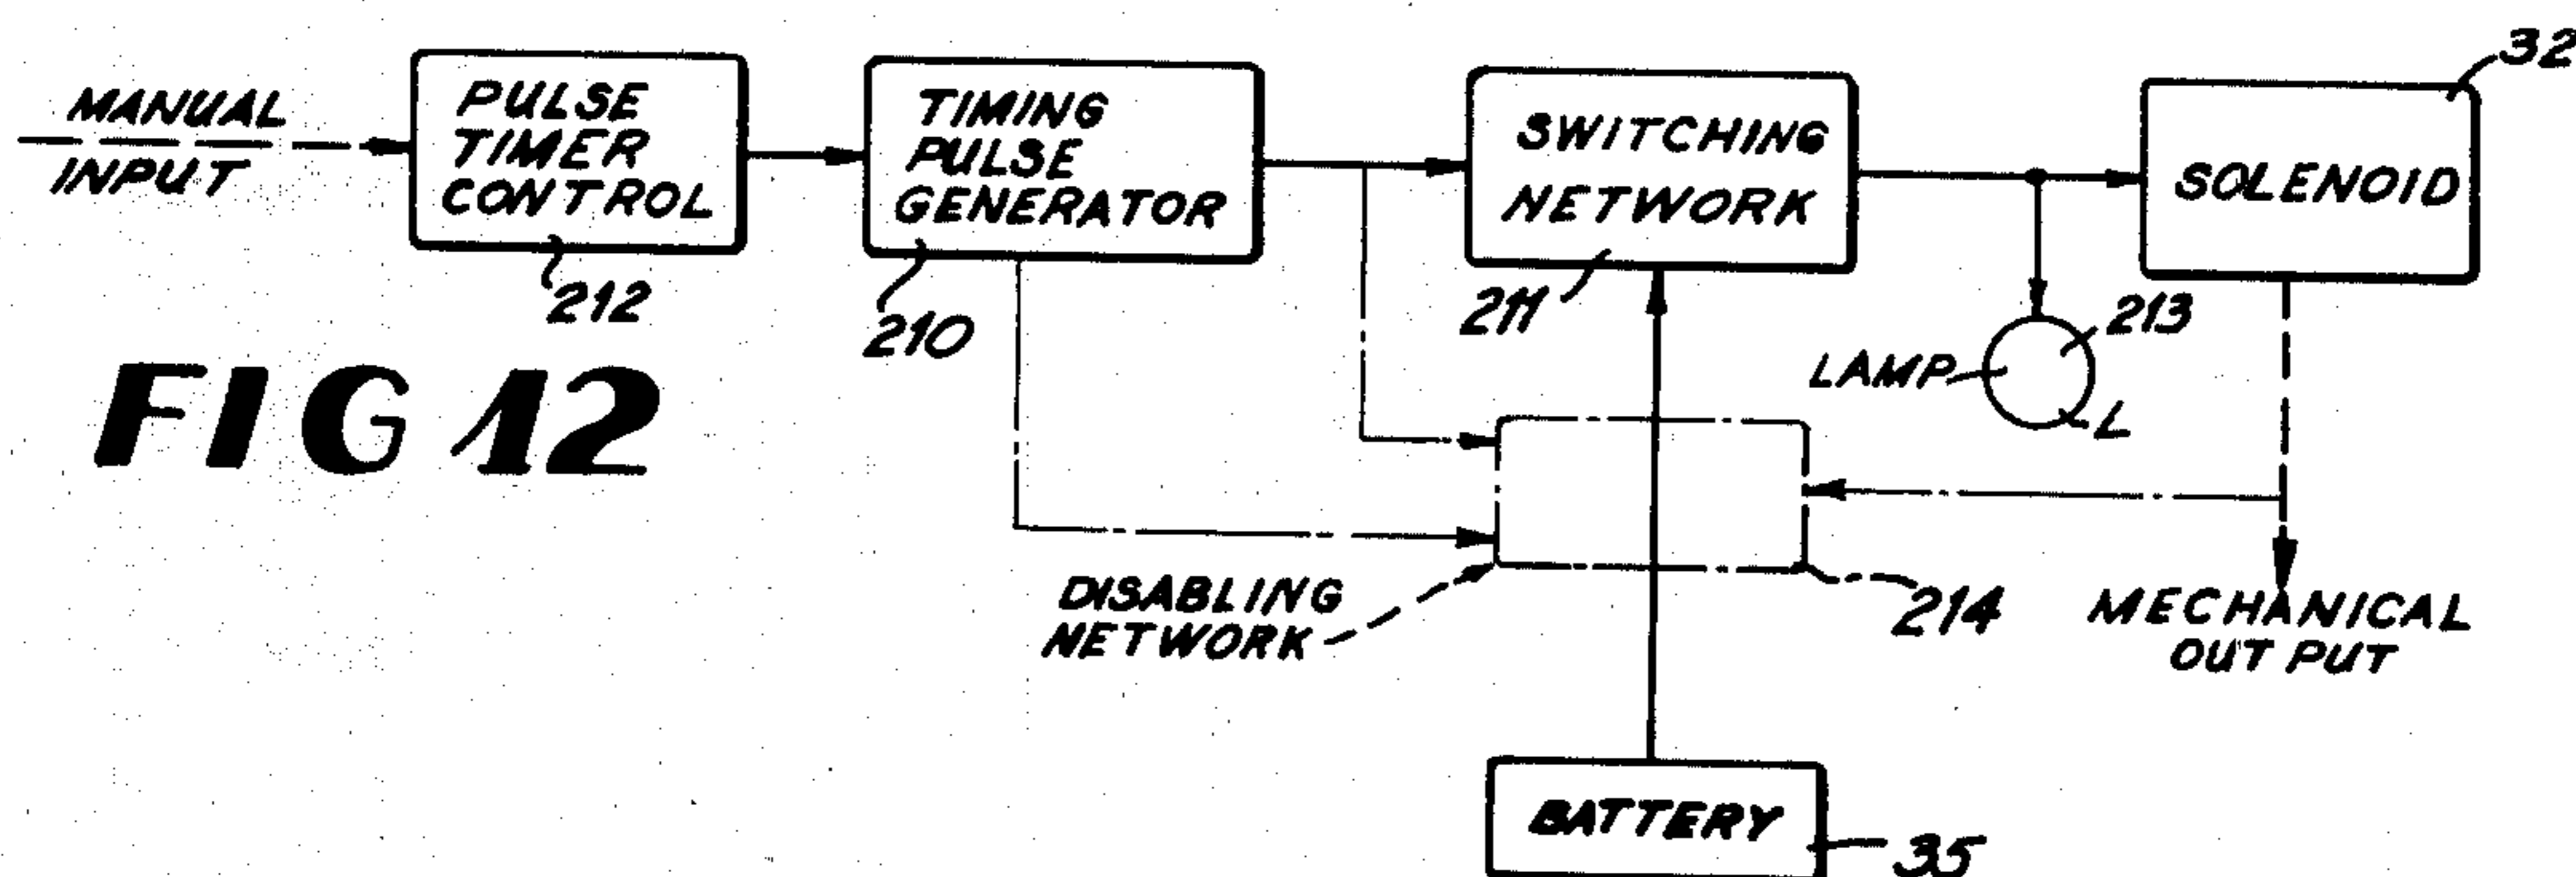 MANUAL
INPUT
PULSE
TIMER
CONTROL
212
TIMING
PULSE
GENERATOR
210
SWITCHING
NETWORK
211
SOLENOID
32
LAMP
213
L
FIG 12
DISABLING
NETWORK
214
MECHANICAL
OUT PUT
BATTERY
35